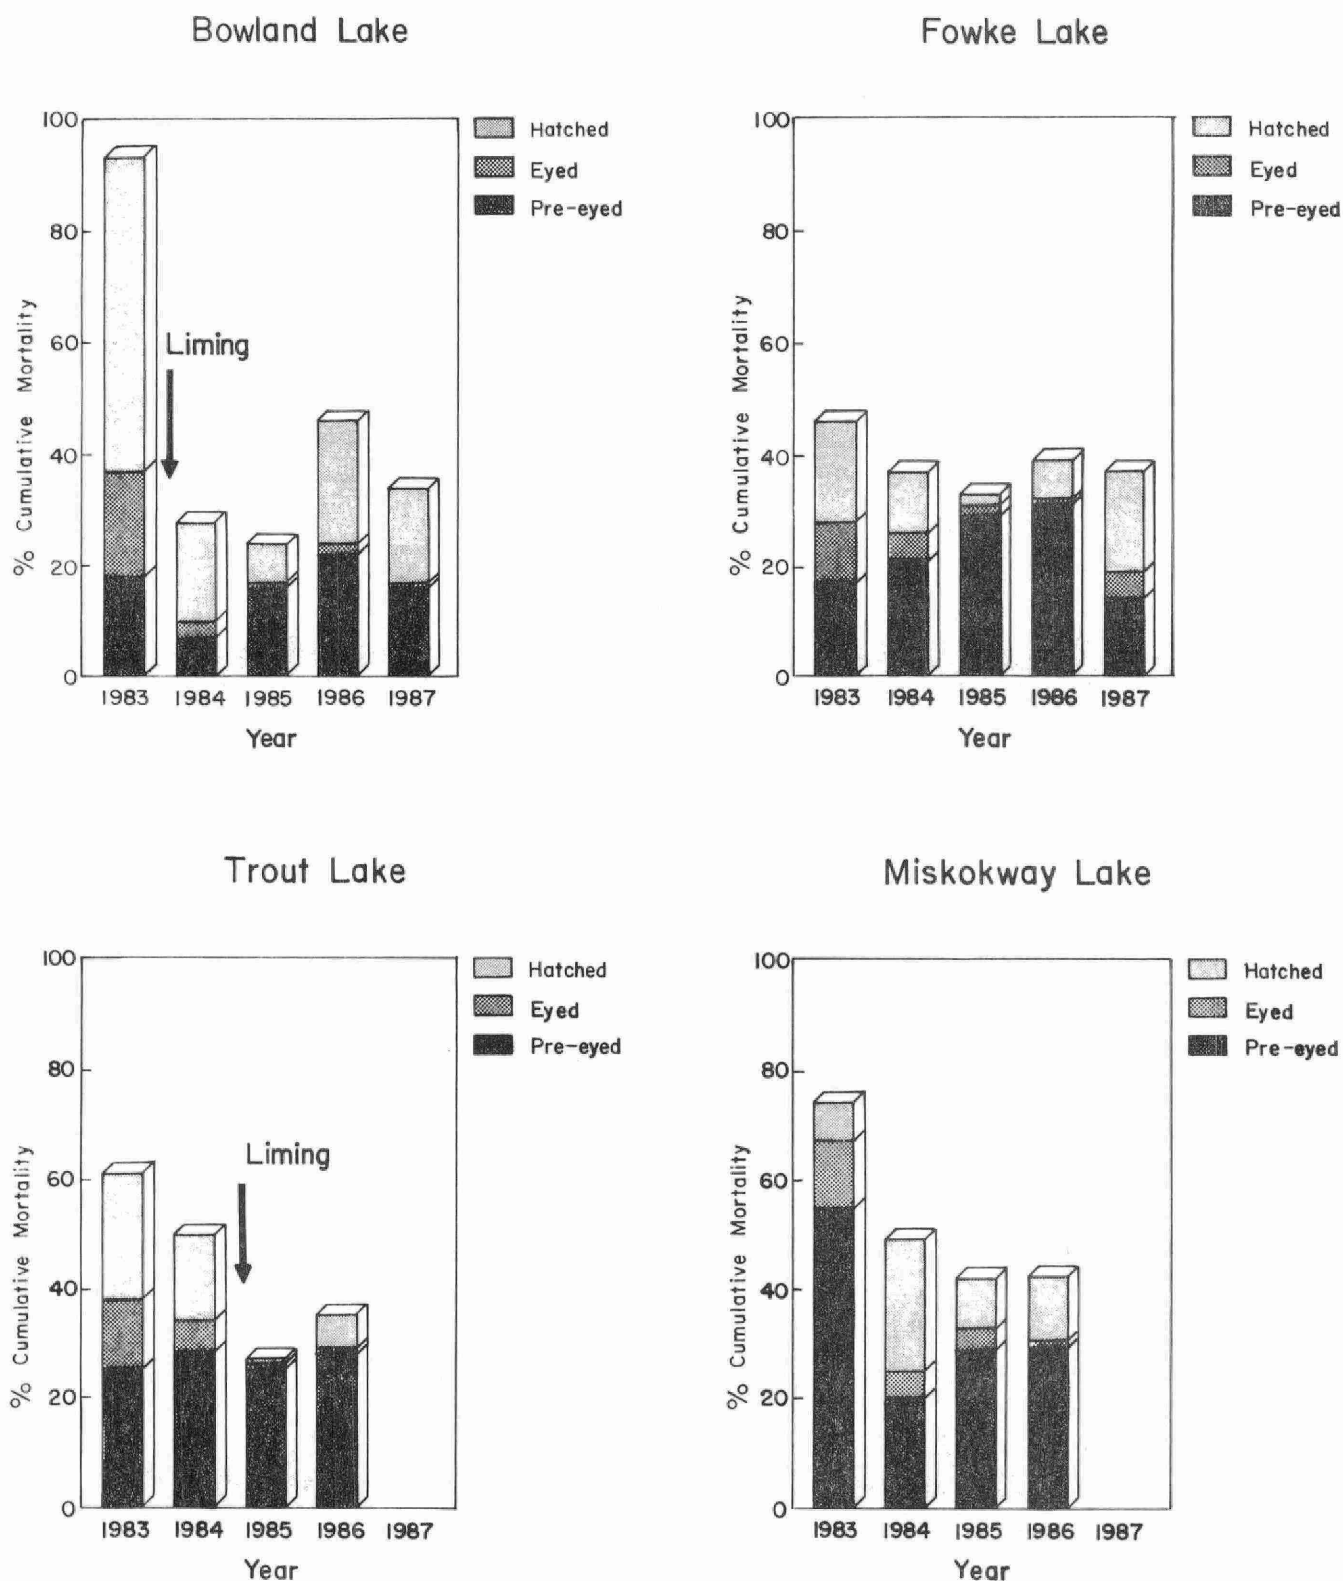 Bowland Lake
100
80
60
40
20
0
% Cumulative Mortality
Liming
Hatched
Eyed
Pre-eyed
1983 1984 1985 1986 1987
Year
Fowke Lake
100
80
60
40
20
0
% Cumulative Mortality
Hatched
Eyed
Pre-eyed
1983 1984 1985 1986 1987
Year
Trout Lake
100
80
60
40
20
0
% Cumulative Mortality
Liming
Hatched
Eyed
Pre-eyed
1983 1984 1985 1986 1987
Year
Miskokway Lake
100
80
60
40
20
0
% Cumulative Mortality
Hatched
Eyed
Pre-eyed
1983 1984 1985 1986 1987
Year